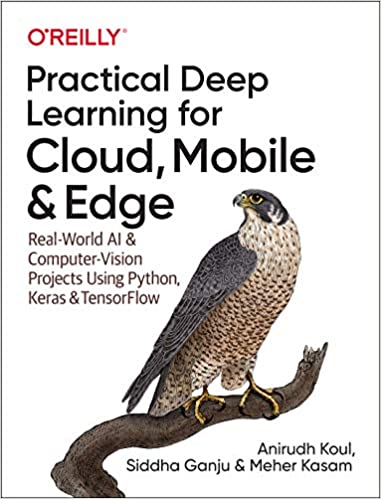 O'REILLY®
Practical Deep
Learning for
Cloud, Mobile
& Edge
Real-World AI &
Computer-Vision
Projects Using Python,
Keras & TensorFlow
Anirudh Koul,
Siddha Ganju & Meher Kasam